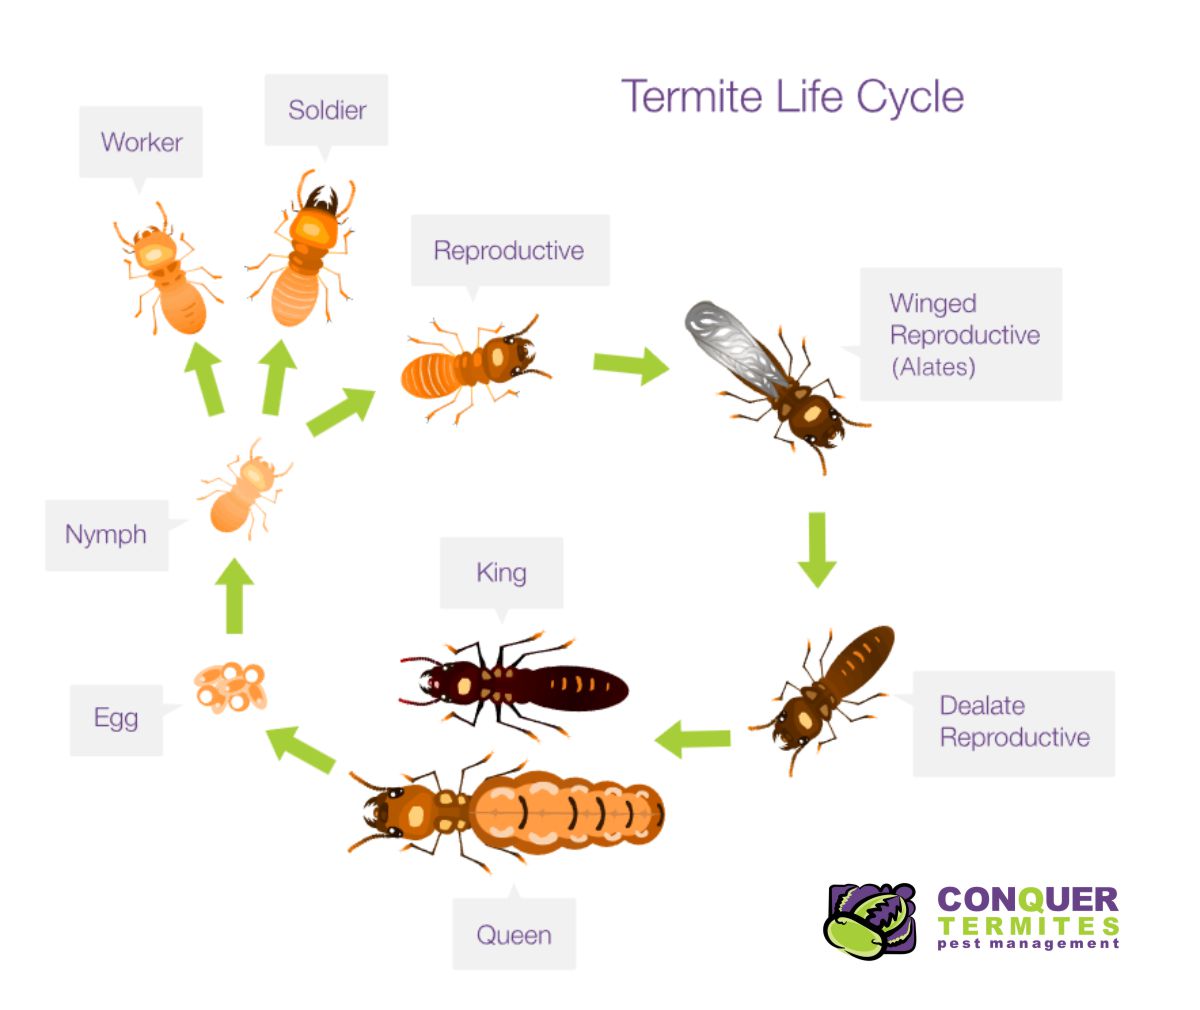 Termite Life Cycle
Soldier
Worker
Reproductive
Winged
Reproductive
(Alates)
Nymph
King
Egg
Dealate
Reproductive
Queen
CONQUER
TERMITES
pest management